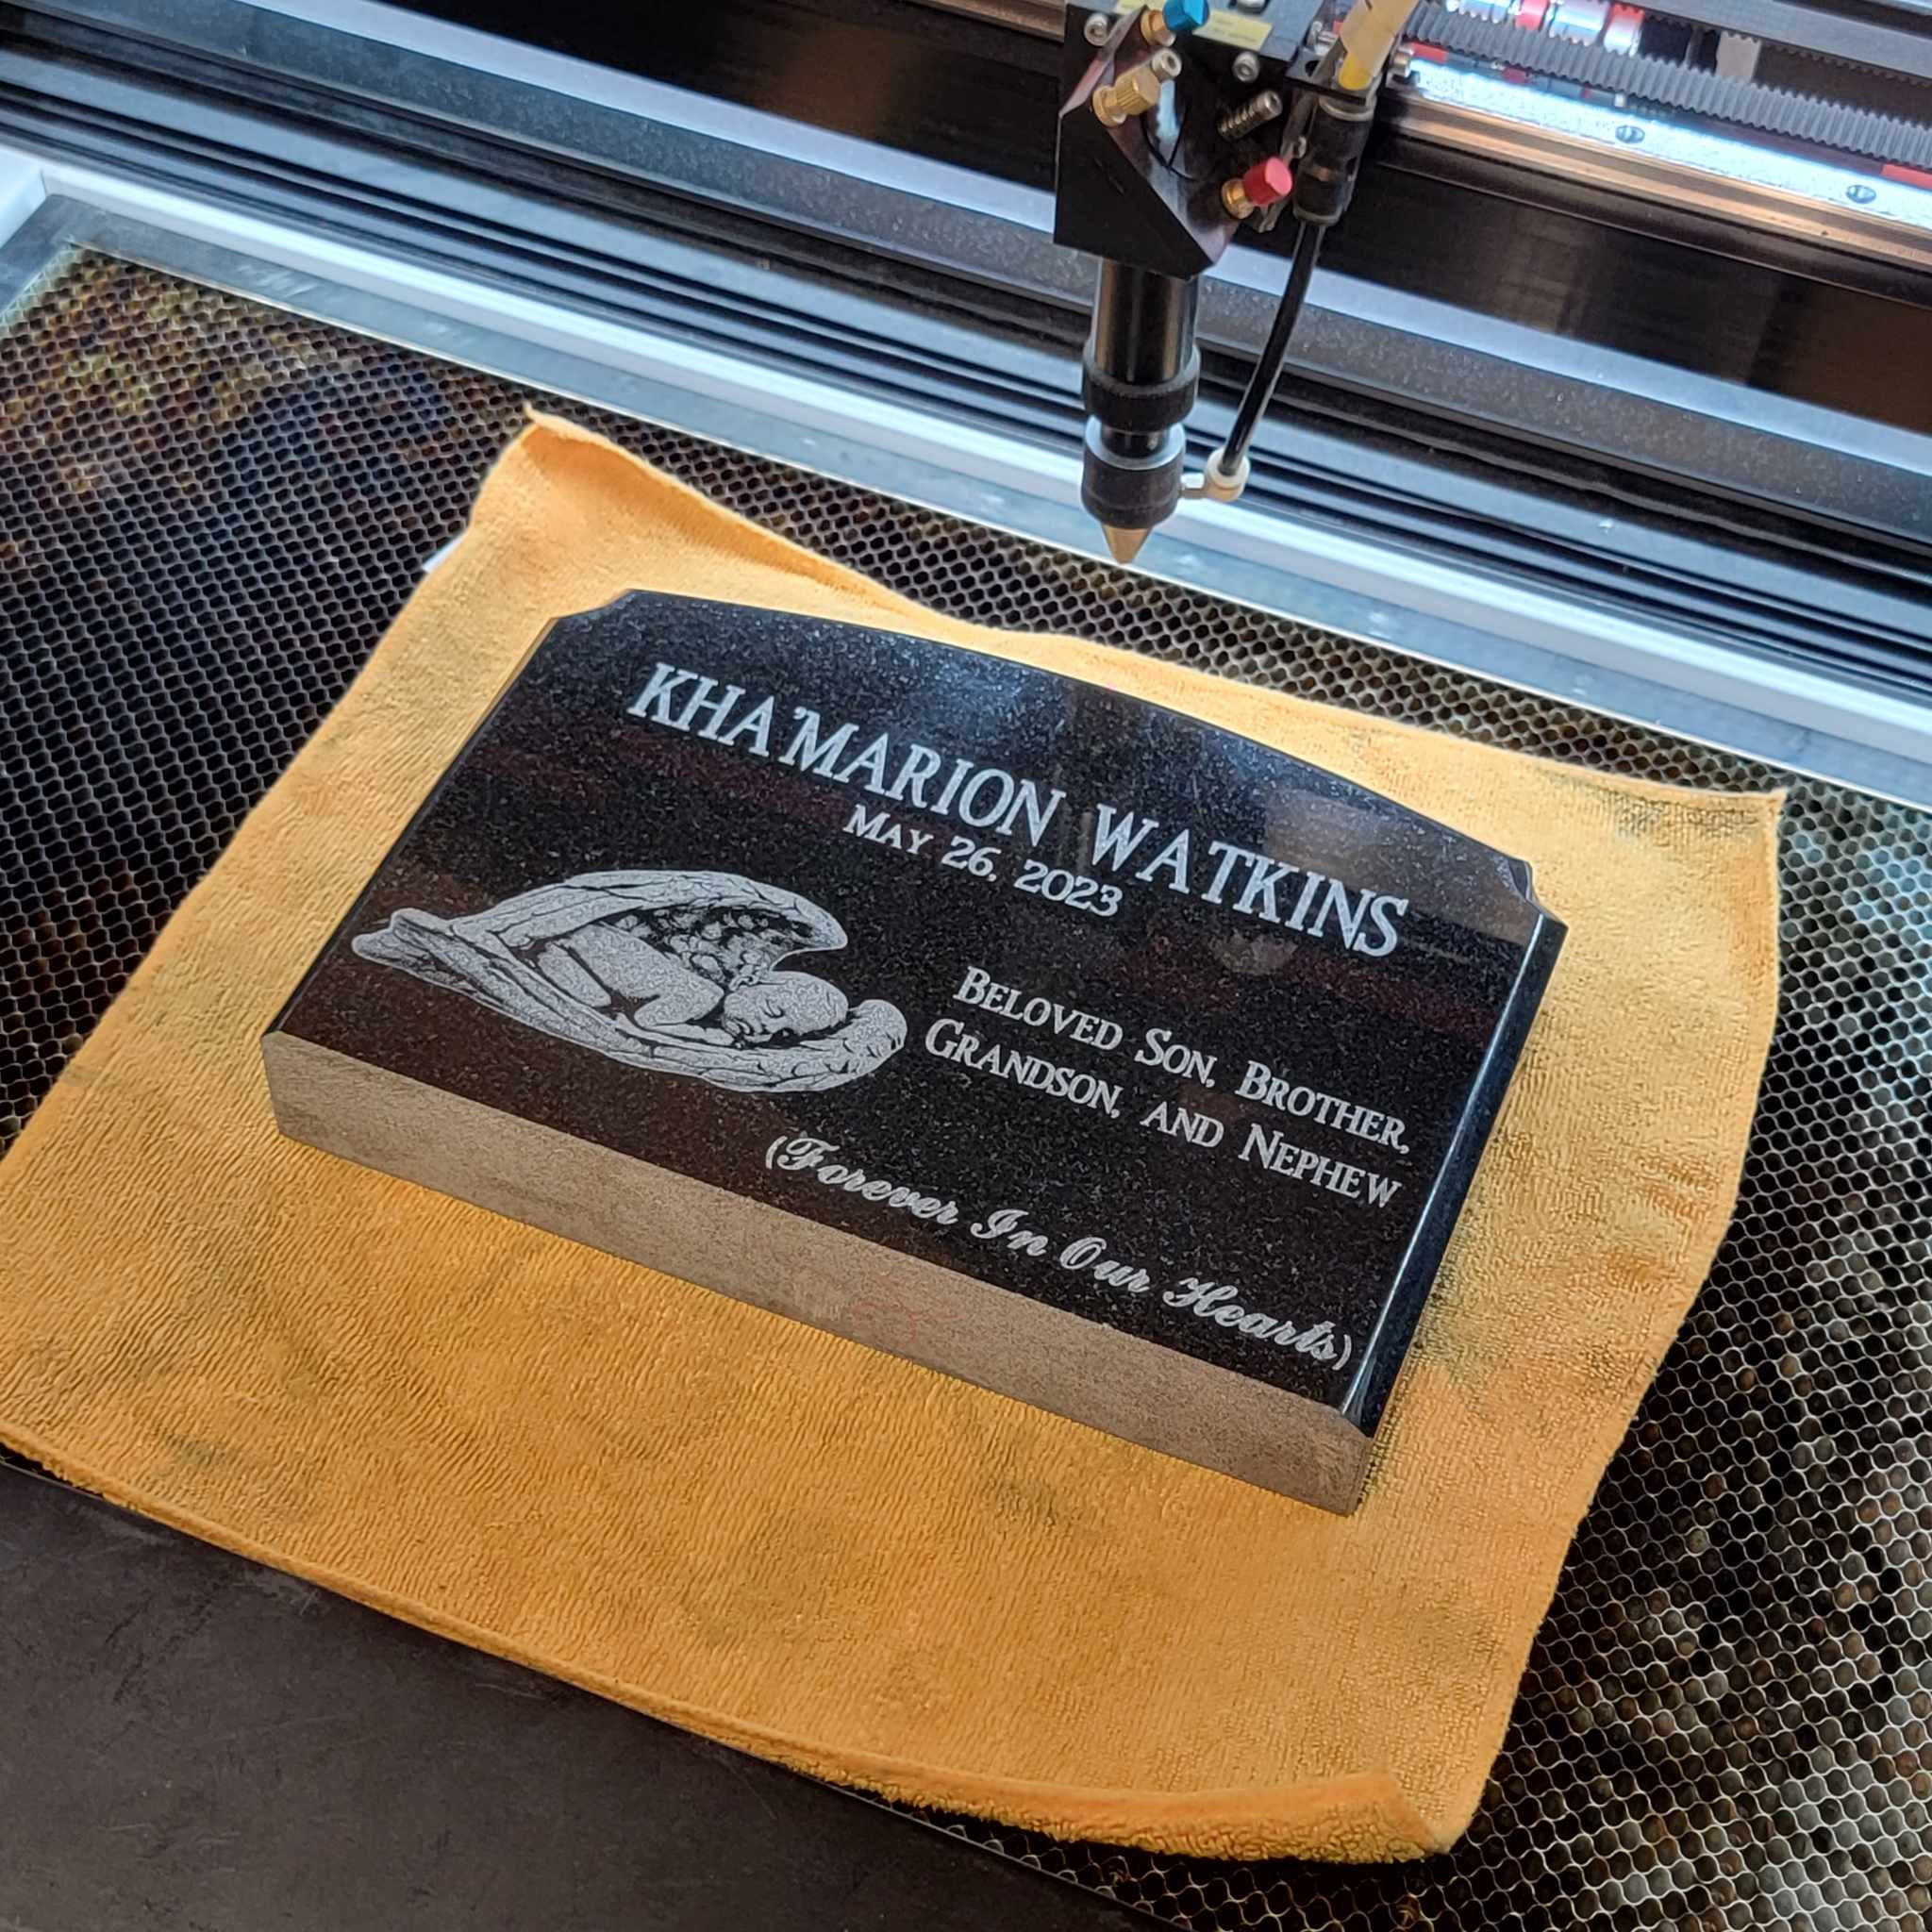 KHA'MARION WATKINS
MAY 26, 2023
BELOVED SON, BROTHER,
GRANDSON, AND NEPHEW
(Forever In Our Hearts)